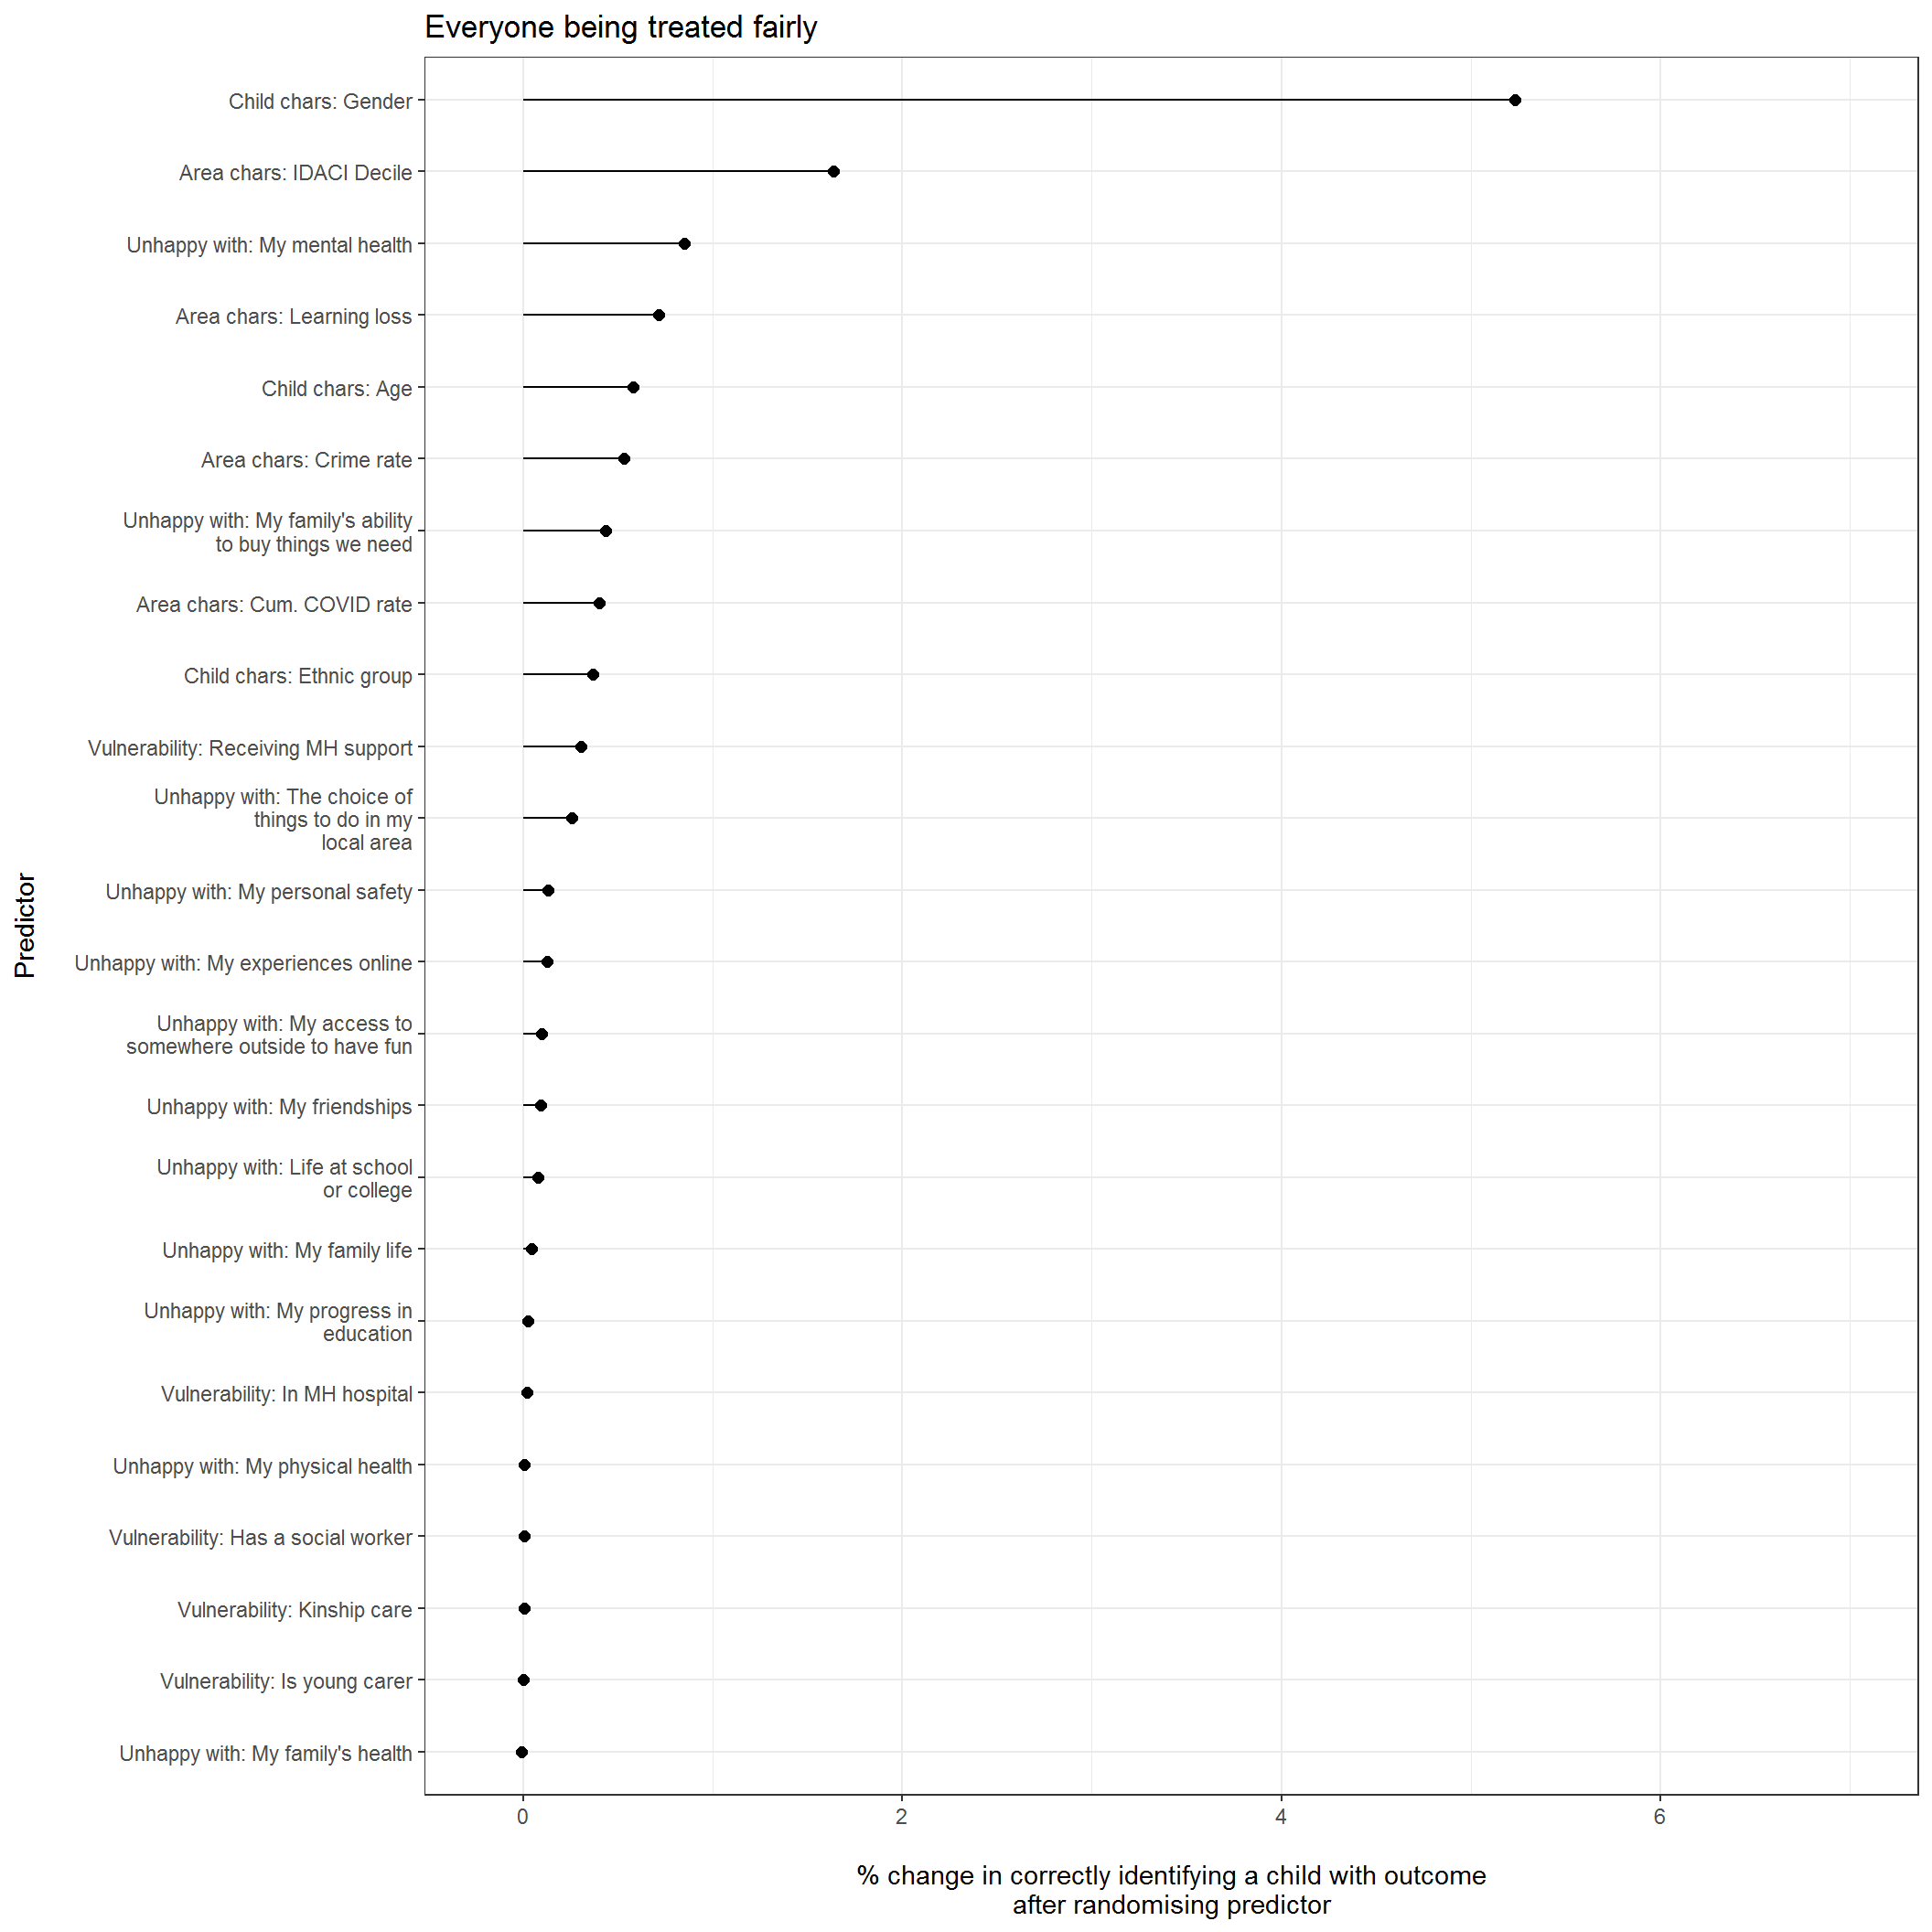 Everyone being treated fairly
Child chars: Gender
Area chars: IDACI Decile
Unhappy with: My mental health
Area chars: Learning loss
Child chars: Age
Area chars: Crime rate
Unhappy with: My family's ability
to buy things we need
Area chars: Cum. COVID rate
Child chars: Ethnic group
Vulnerability: Receiving MH support
Unhappy with: The choice of
things to do in my
local area
Unhappy with: My personal safety
Unhappy with: My experiences online
Unhappy with: My access to
somewhere outside to have fun
Unhappy with: My friendships
Unhappy with: Life at school
or college
Unhappy with: My family life
Unhappy with: My progress in
education
Vulnerability: In MH hospital
Unhappy with: My physical health
Vulnerability: Has a social worker
Vulnerability: Kinship care
Vulnerability: Is young carer
Unhappy with: My family's health
Predictor
0 2 4 6
% change in correctly identifying a child with outcome
after randomising predictor